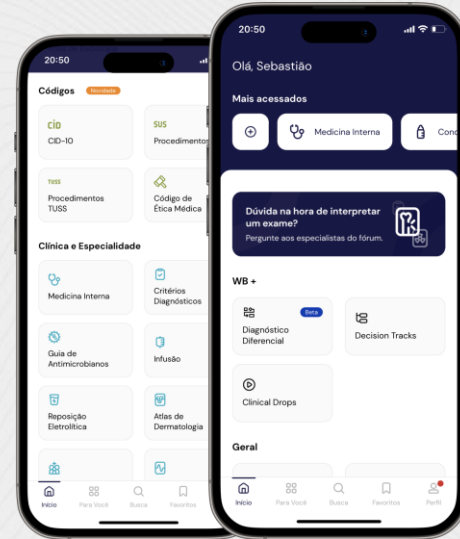 20:50
Códigos Novidade
CID
CID-10
SUS
Procedimentos
TUSS
Procedimentos
TUSS
Código de
Ética Médica
Clínica e Especialidade
Medicina Interna
Critérios
Diagnósticos
Guia de
Antimicrobianos
Infusão
Reposição
Eletrolítica
Atlas de
Dermatologia
Início
Para Você
Busca
Favoritos
20:50
Olá, Sebastião
Mais acessados
Medicina Interna
Cond
Dúvida na hora de interpretar
um exame?
Pergunte aos especialistas do fórum.
WB +
Beta
Diagnóstico
Diferencial
Decision Tracks
Clinical Drops
Geral
Início
Para Você
Busca
Favoritos
Perfil